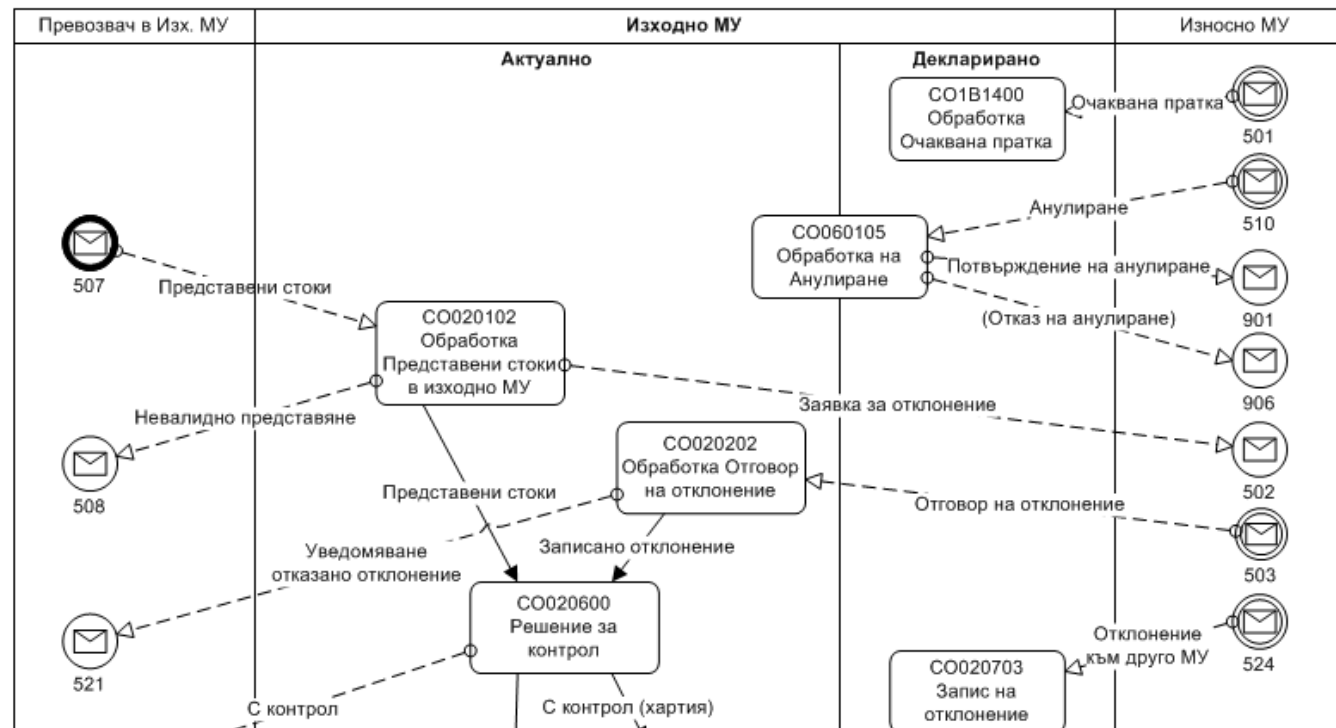 Превозвач в Изх. МУ
Изходно МУ
Износно МУ
Актуално
Декларирано
CO1B1400
Обработка
Очаквана пратка
Очаквана пратка
501
Анулиране
510
CO060105
Обработка на
Анулиране
Потвърждение на анулиране
901
(Отказ на анулиране)
906
507
Представени стоки
CO020102
Обработка
Представени стоки
в изходно МУ
Невалидно представяне
508
Заявка за отклонение
502
CO020202
Обработка Отговор
на отклонение
Отговор на отклонение
503
Представени стоки
Записано отклонение
Уведомяване
отказано отклонение
521
CO020600
Решение за
контрол
Отклонение
към друго МУ
524
CO020703
Запис на
отклонение
С контрол
С контрол (хартия)